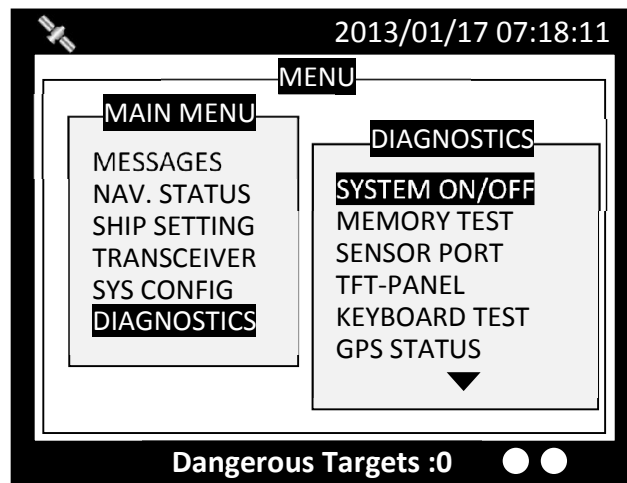 2013/01/17 07:18:11
MENU
MAIN MENU
MESSAGES
NAV. STATUS
SHIP SETTING
TRANSCEIVER
SYS CONFIG
DIAGNOSTICS
DIAGNOSTICS
SYSTEM ON/OFF
MEMORY TEST
SENSOR PORT
TFT-PANEL
KEYBOARD TEST
GPS STATUS
Dangerous Targets :0